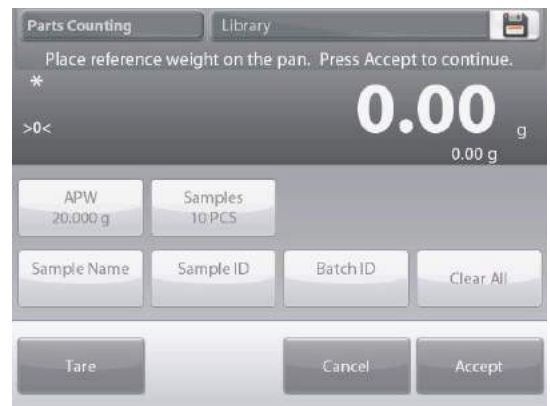 Parts Counting
Library
Place reference weight on the pan. Press Accept to continue.
*
>0<
0.00 g
0.00 g
APW
20.000 g
Samples
10 PCS
Sample Name
Sample ID
Batch ID
Clear All
Tare
Cancel
Accept